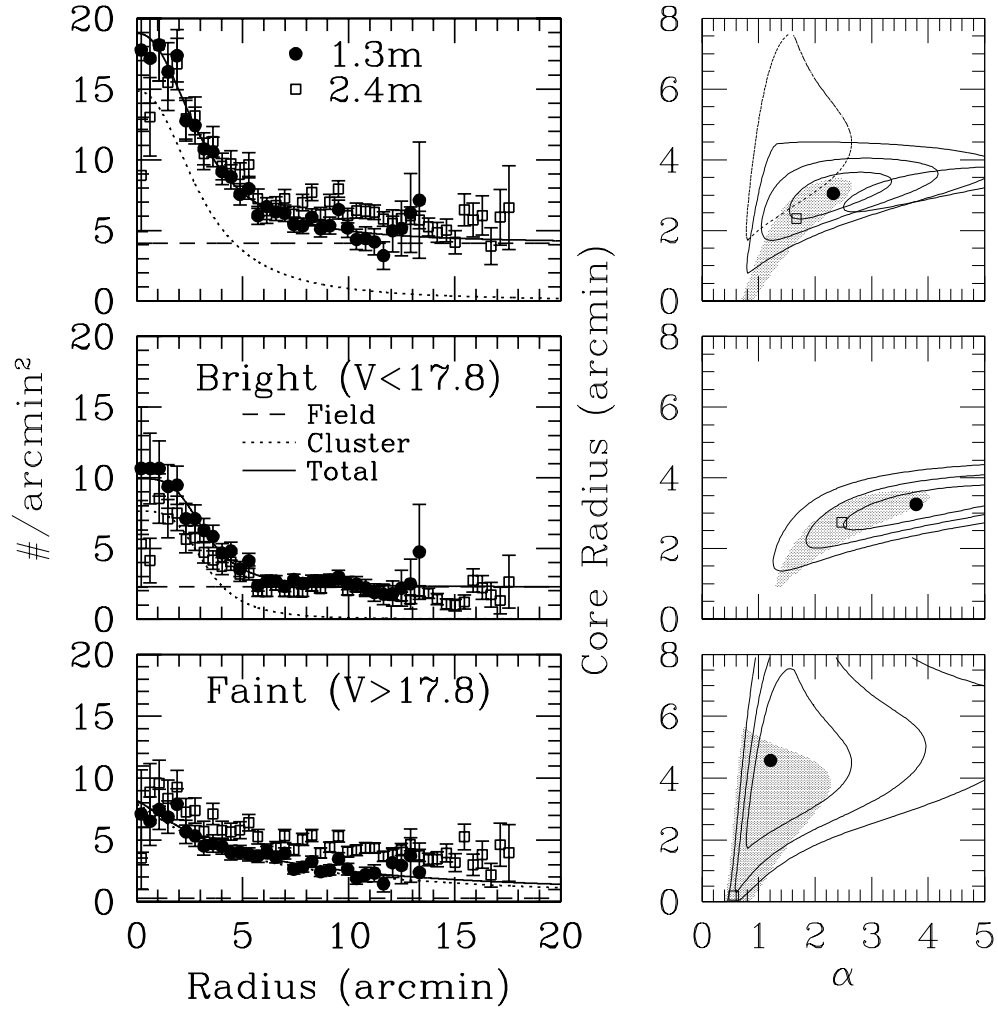 20
15
10
5
0
1.3m
2.4m
8
6
4
2
0
20
15
10
5
0
Bright (V<17.8)
Field
Cluster
Total
8
6
4
2
0
20
15
10
5
0
Faint (V>17.8)
8
6
4
2
0
0 5 10 15 20
0 1 2 3 4 5
Radius (arcmin)
α
#/arcmin²
Core Radius (arcmin)